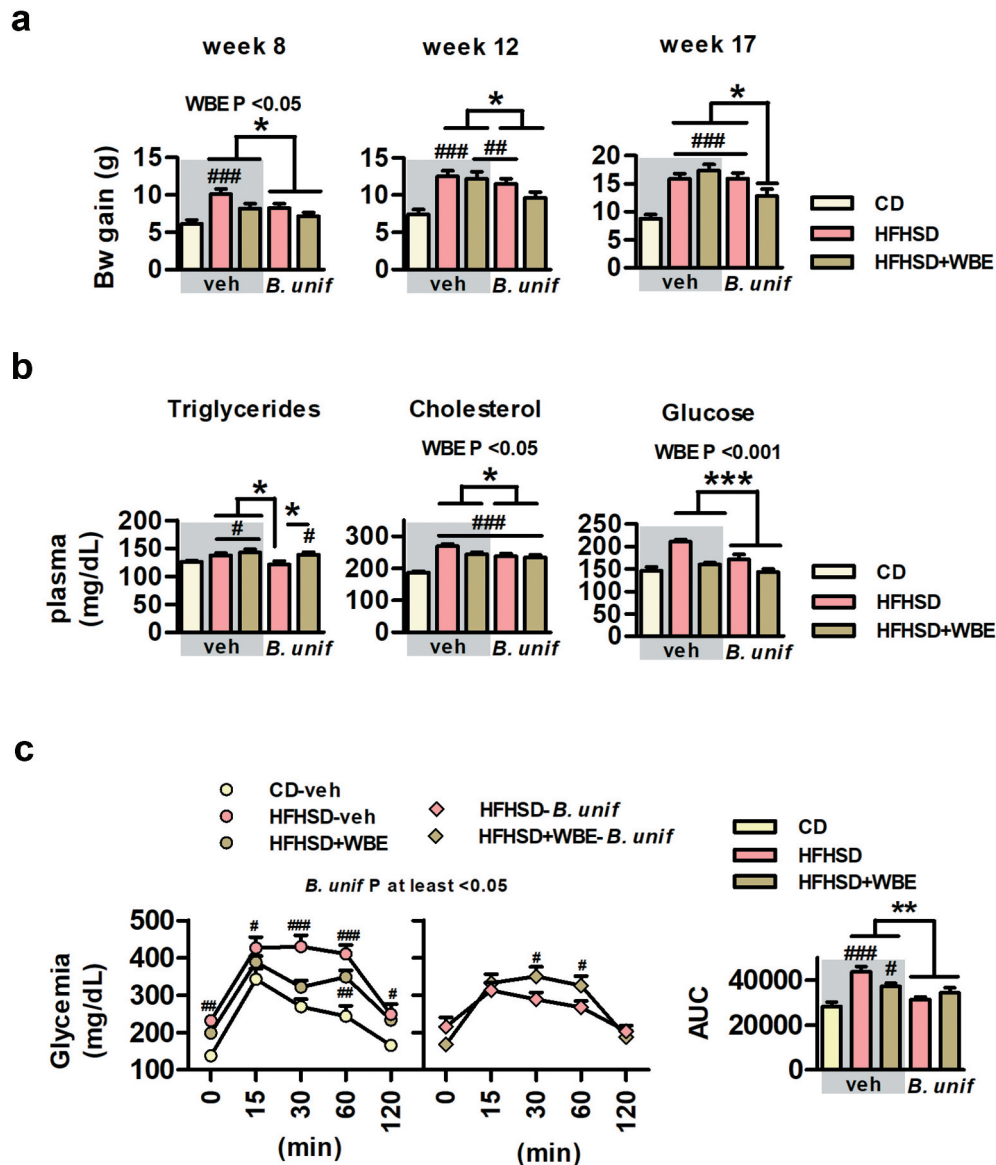 a
week 8
week 12
week 17
WBE P <0.05
*
*
*
###
###
##
###
Bw gain (g)
15
10
5
0
15
10
5
0
20
15
10
5
0
veh
B. unif
veh
B. unif
veh
B. unif
CD
HFHSD
HFHSD+WBE
b
Triglycerides
Cholesterol
Glucose
WBE P <0.05
WBE P <0.001
*
*
*
***
#
#
###
plasma
(mg/dL)
200
150
100
50
0
300
200
100
0
250
200
150
100
50
0
veh
B. unif
veh
B. unif
veh
B. unif
CD
HFHSD
HFHSD+WBE
c
CD-veh
HFHSD-veh
HFHSD+WBE
HFHSD-B. unif
HFHSD+WBE-B. unif
B. unif P at least <0.05
Glycemia
(mg/dL)
500
400
300
200
100
##
#
###
###
##
#
#
#
0
15
30
60
120
0
15
30
60
120
(min)
(min)
CD
HFHSD
HFHSD+WBE
**
###
#
AUC
40000
20000
0
veh
B. unif